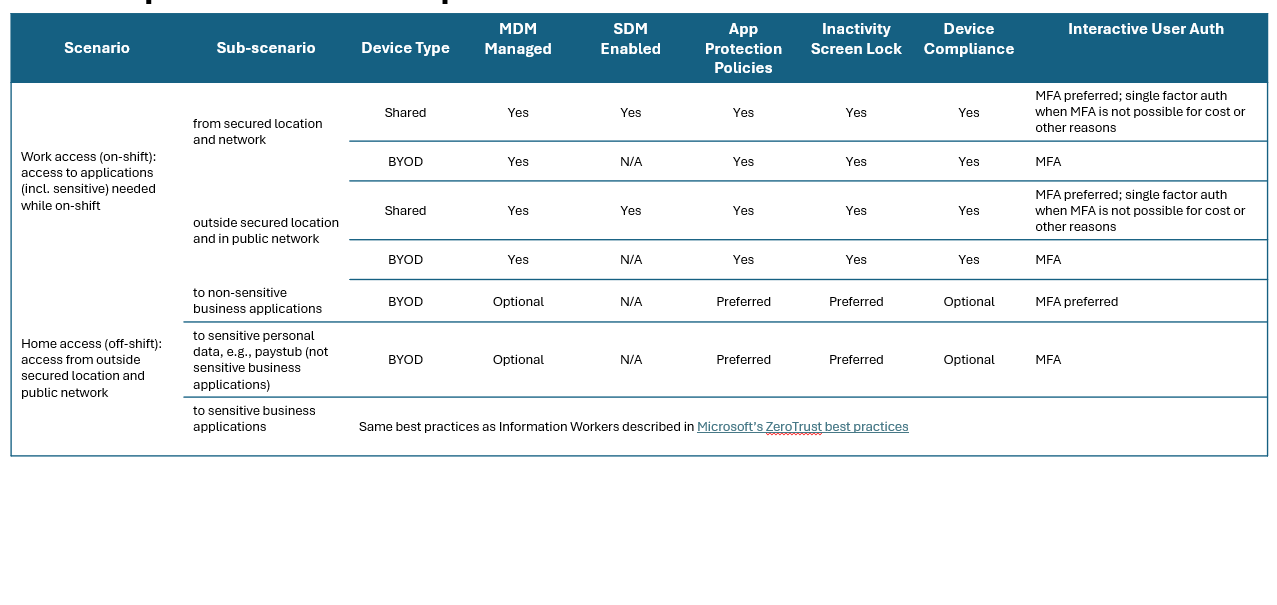 Scenario
Sub-scenario
Device Type
MDM
Managed
SDM
Enabled
App
Protection
Policies
Inactivity
Screen Lock
Device
Compliance
Interactive User Auth
Work access (on-shift):
access to applications
(incl. sensitive) needed
while on-shift
from secured location
and network
Shared
Yes
Yes
Yes
Yes
Yes
MFA preferred; single factor auth
when MFA is not possible for cost or
other reasons
BYOD
Yes
N/A
Yes
Yes
Yes
MFA
outside secured location
and in public network
Shared
Yes
Yes
Yes
Yes
Yes
MFA preferred; single factor auth
when MFA is not possible for cost or
other reasons
BYOD
Yes
N/A
Yes
Yes
Yes
MFA
Home access (off-shift):
access from outside
secured location and
public network
to non-sensitive
business applications
BYOD
Optional
N/A
Preferred
Preferred
Optional
MFA preferred
to sensitive personal
data, e.g., paystub (not
sensitive business
applications)
BYOD
Optional
N/A
Preferred
Preferred
Optional
MFA
to sensitive business
applications
Same best practices as Information Workers described in Microsoft's ZeroTrust best practices